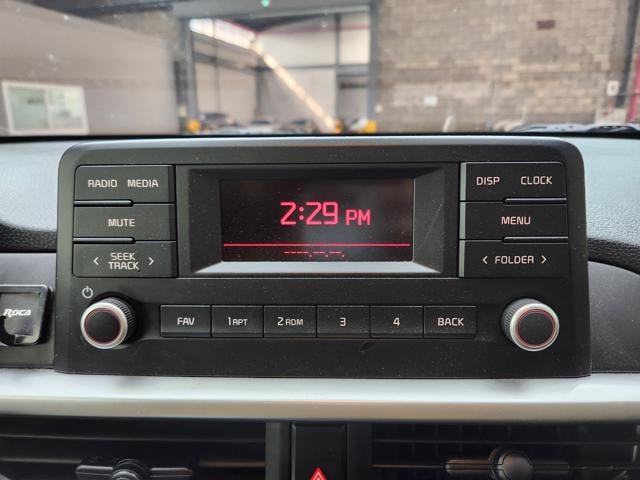 RADIO MEDIA
MUTE
< SEEK TRACK >
2:29 PM
--:--.--.
DISP CLOCK
MENU
< FOLDER >
ROCA
FAV 1 RPT 2 RDM 3 4 BACK